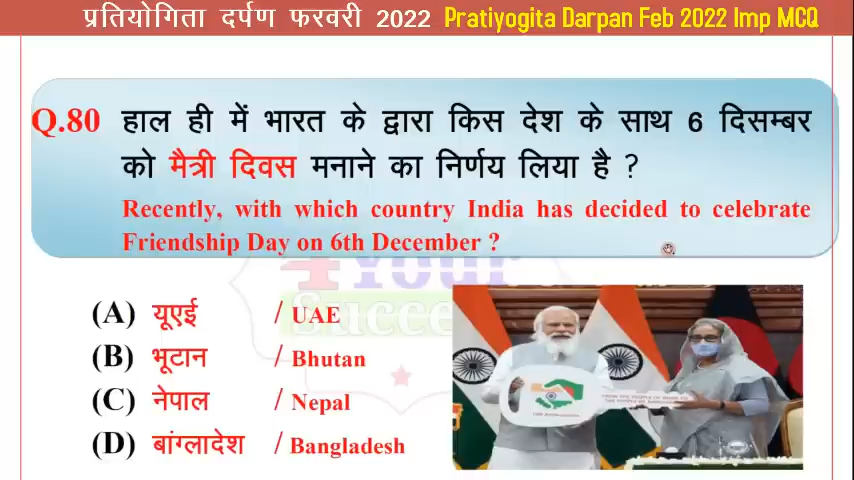 प्रतियोगिता दर्पण फरवरी 2022 Pratiyogita Darpan Feb 2022 Imp MCQ
Q.80 हाल ही में भारत के द्वारा किस देश के साथ 6 दिसम्बर
को मैत्री दिवस मनाने का निर्णय लिया है ?
Recently, with which country India has decided to celebrate
Friendship Day on 6th December ?
Your
Success
(A) यूएई / UAE
(B) भूटान / Bhutan
(C) नेपाल / Nepal
(D) बांग्लादेश / Bangladesh